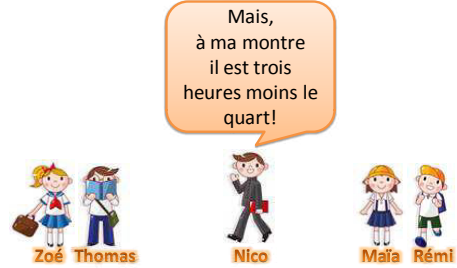 Mais,
à ma montre
il est trois
heures moins le
quart!
Zoé Thomas Nico Maïa Rémi